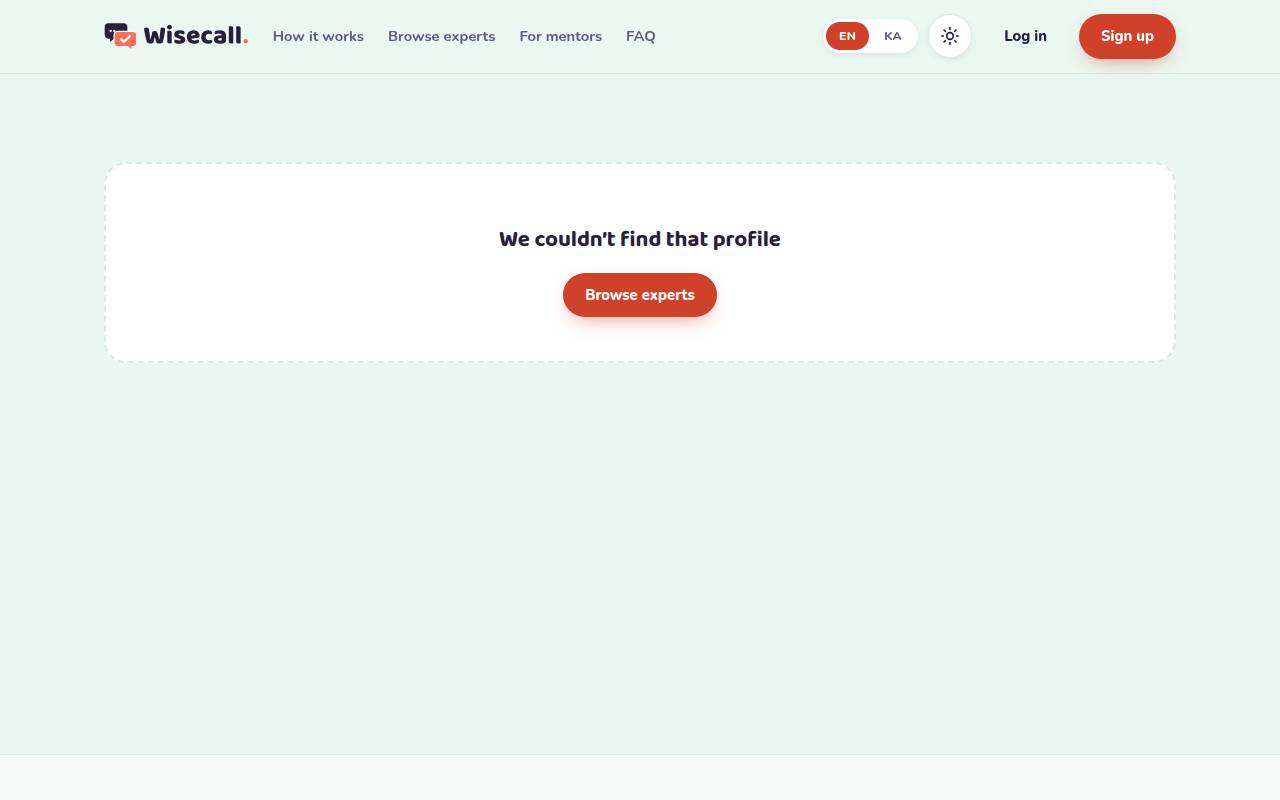 Wisecall.
How it works
Browse experts
For mentors
FAQ
EN
KA
Log in
Sign up
We couldn't find that profile
Browse experts